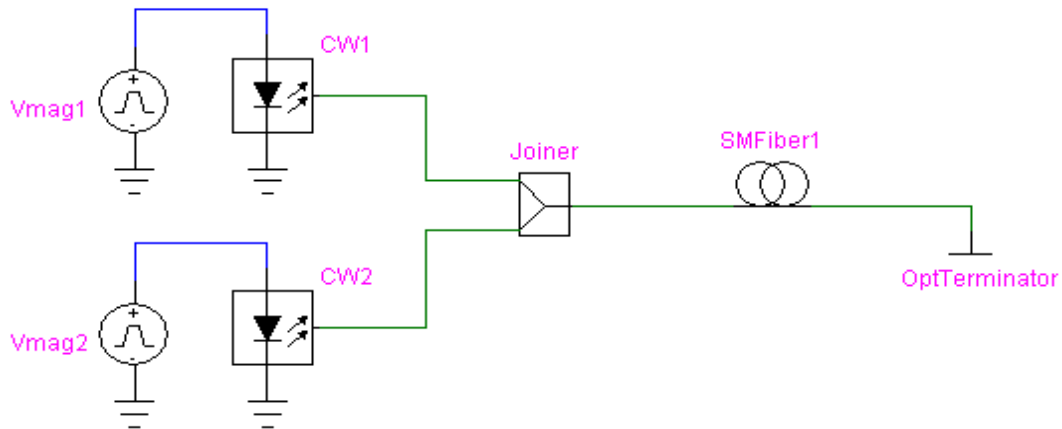 CW1
Vmag1
Joiner
SMFiber1
CW2
OptTerminator
Vmag2